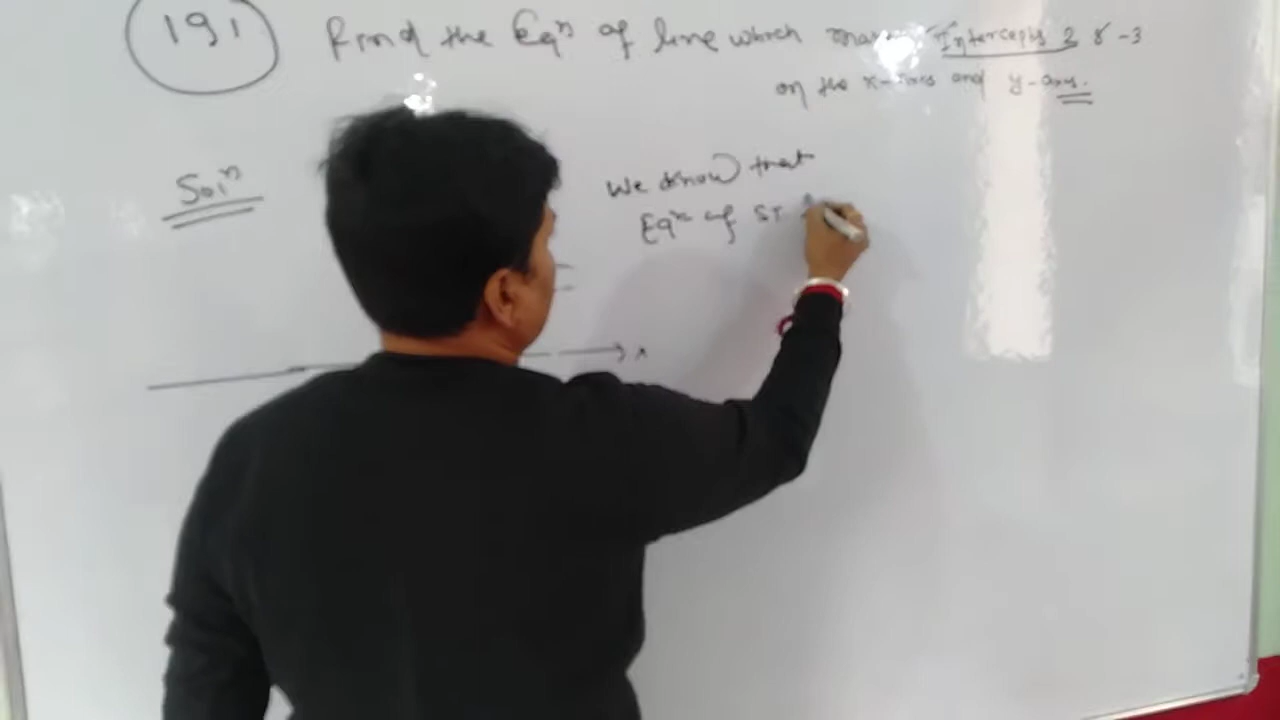 191 Find the Eqⁿ of line which Intercepts 2 & -3
on the x-axis and y-axis.
Solⁿ
We know that
Eqⁿ of ST.
x